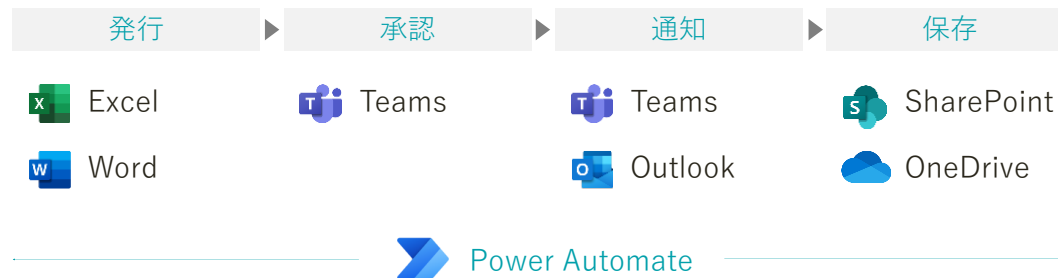 発行 承認 通知 保存
Excel Teams Teams SharePoint
Word Outlook OneDrive
Power Automate